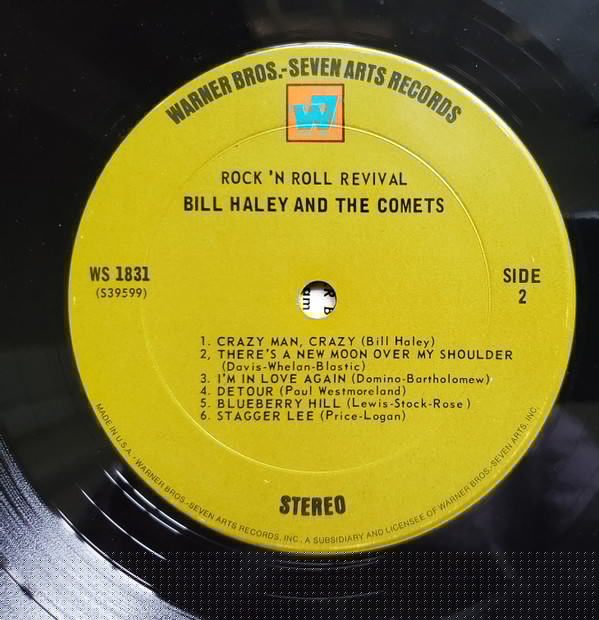 WARNER BROS.-SEVEN ARTS RECORDS
W7
ROCK 'N ROLL REVIVAL
BILL HALEY AND THE COMETS
WS 1831
(S39599)
SIDE
2
1. CRAZY MAN, CRAZY (Bill Haley)
2, THERE'S A NEW MOON OVER MY SHOULDER
(Davis-Whelan-Blastic)
3. I'M IN LOVE AGAIN (Domino-Bartholomew)
4. DETOUR (Paul Westmoreland)
5. BLUEBERRY HILL (Lewis-Stock-Rose)
6. STAGGER LEE (Price-Logan)
STEREO
MADE IN U.S.A. - WARNER BROS.-SEVEN ARTS RECORDS, INC., A SUBSIDIARY AND LICENSEE OF WARNER BROS.-SEVEN ARTS, INC.